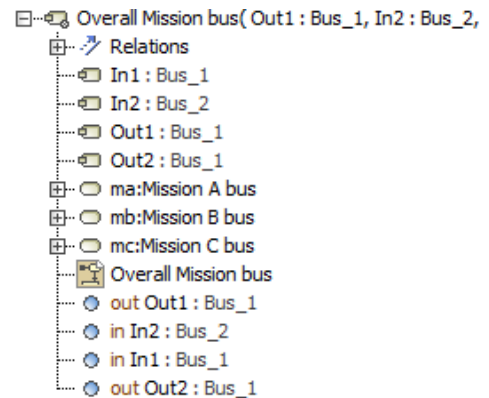 Overall Mission bus( Out1 : Bus_1, In2 : Bus_2,
Relations
In1 : Bus_1
In2 : Bus_2
Out1 : Bus_1
Out2 : Bus_1
ma:Mission A bus
mb:Mission B bus
mc:Mission C bus
Overall Mission bus
out Out1 : Bus_1
in In2 : Bus_2
in In1 : Bus_1
out Out2 : Bus_1